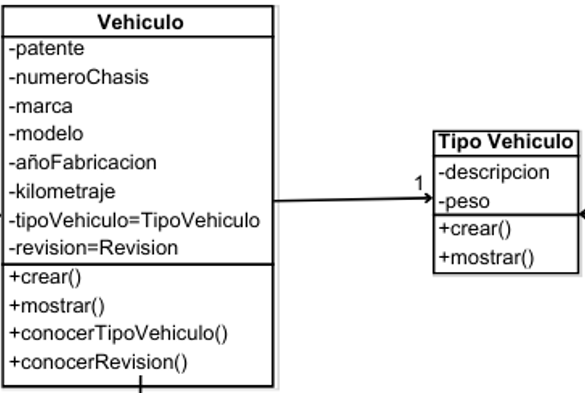 Vehiculo
-patente
-numeroChasis
-marca
-modelo
-añoFabricacion
-kilometraje
-tipoVehiculo=TipoVehiculo
-revision=Revision
+crear()
+mostrar()
+conocerTipoVehiculo()
+conocerRevision()
1
Tipo Vehiculo
-descripcion
-peso
+crear()
+mostrar()